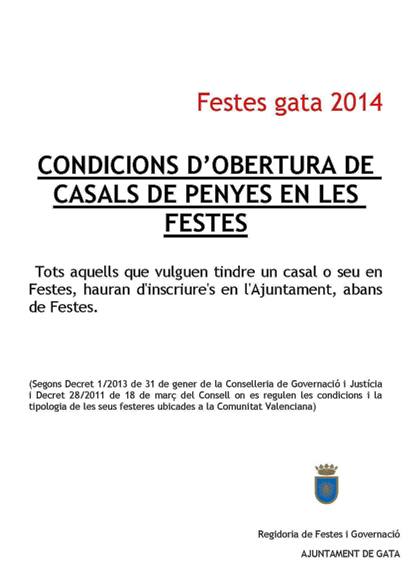 Festes gata 2014
CONDICIONS D’OBERTURA DE
CASALS DE PENYES EN LES
FESTES
Tots aquells que vulguen tindre un casal o seu en
Festes, hauran d'inscriure's en l'Ajuntament, abans
de Festes.
(Segons Decret 1/2013 de 31 de gener de la Conselleria de Governació i Justícia
i Decret 28/2011 de 18 de març del Consell on es regulen les condicions i la
tipologia de les seus festeres ubicades a la Comunitat Valenciana)
Regidoria de Festes i Governació
AJUNTAMENT DE GATA